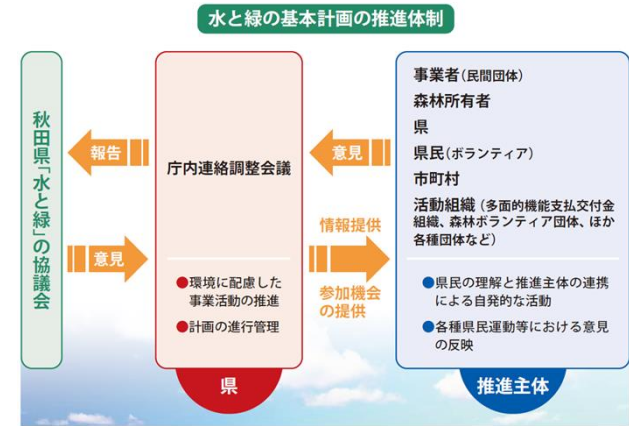 水と緑の基本計画の推進体制
秋田県「水と緑」の協議会
報告
意見
庁内連絡調整会議
●環境に配慮した
事業活動の推進
●計画の進行管理
県
意見
情報提供
参加機会
の提供
事業者（民間団体）
森林所有者
県
県民（ボランティア）
市町村
活動組織（多面的機能支払交付金
組織、森林ボランティア団体、ほか
各種団体など）
●県民の理解と推進主体の連携
による自発的な活動
●各種県民運動等における意見
の反映
推進主体